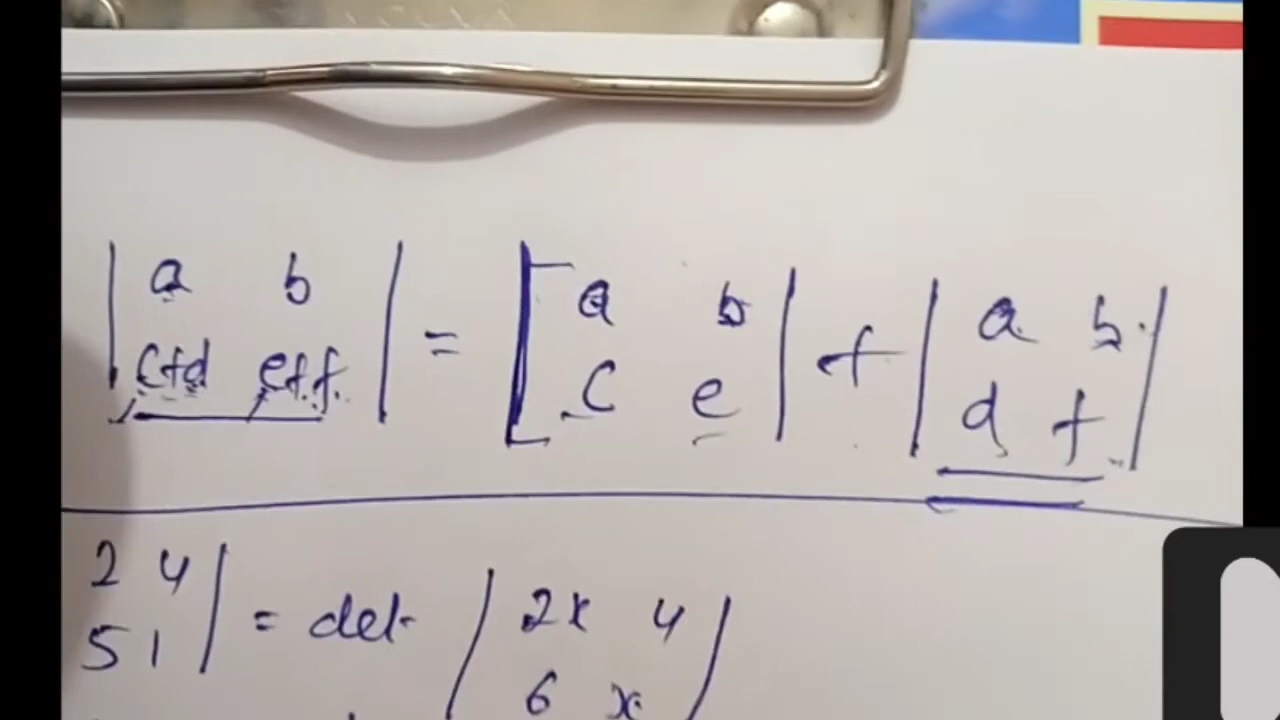 | a b | = [ a b | + | a b |
| c+d e+f | [ c e | | d f |
2 4 | = det | 2x 4 |
5 1 | | 6 x